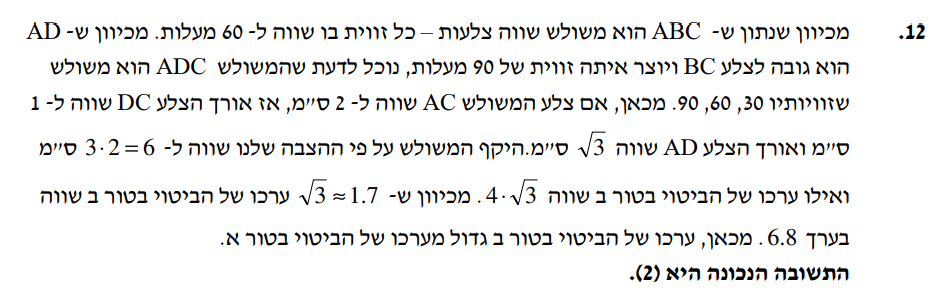 12. מכיוון שנתון ש- ABC הוא משולש שווה צלעות – כל זווית בו שווה ל- 60 מעלות. מכיוון ש- AD
הוא גובה לצלע BC ויוצר איתה זווית של 90 מעלות, נוכל לדעת שהמשולש ADC הוא משולש
שזוויותיו 30, 60, 90. מכאן, אם צלע המשולש AC שווה ל- 2 ס״מ, אז אורך הצלע DC שווה ל- 1
ס״מ ואורך הצלע AD שווה √3 ס״מ.היקף המשולש על פי ההצבה שלנו שווה ל- 3·2=6 ס״מ
ואילו ערכו של הביטוי בטור ב שווה 4·√3. מכיוון ש- √3≈1.7 ערכו של הביטוי בטור ב שווה
בערך 6.8. מכאן, ערכו של הביטוי בטור ב גדול מערכו של הביטוי בטור א.
התשובה הנכונה היא (2).